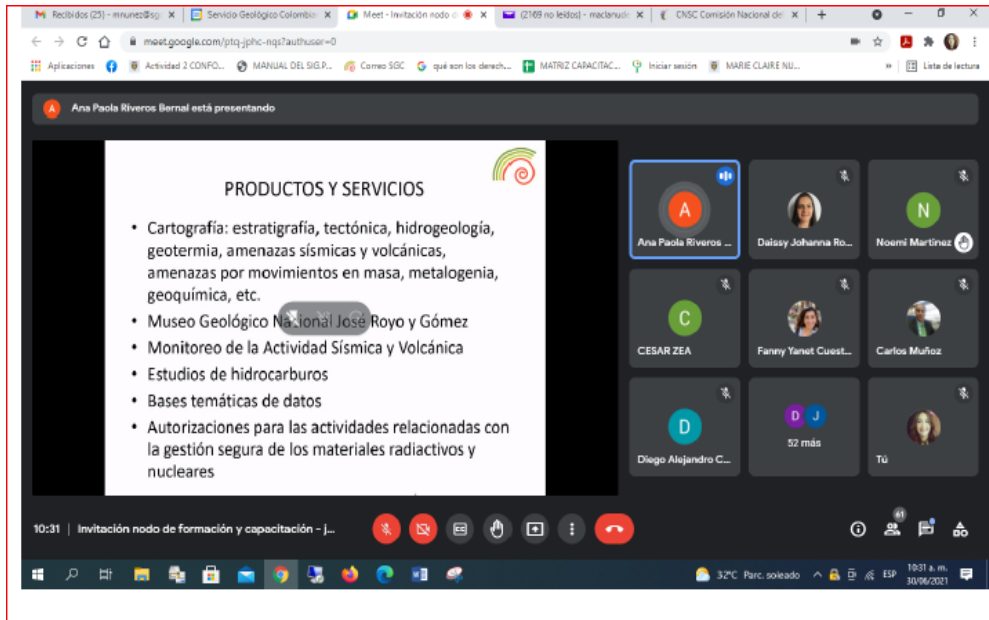 Recibidos (25) - mnunez@sg
Servicio Geológico Colombia
Meet - Invitación nodo d
(2169 no leídos) - maclanud
CNSC Comisión Nacional del
meet.google.com/ptq-jphc-nqs?authuser=0
Aplicaciones
Actividad 2 CONFO...
MANUAL DEL SIG.P...
Correo SGC
qué son los derech...
MATRIZ CAPACITAC...
Iniciar sesión
MARIE CLAIRE NU...
»
Lista de lectura
A
Ana Paola Riveros Bernal está presentando
PRODUCTOS Y SERVICIOS
• Cartografía: estratigrafía, tectónica, hidrogeología,
geotermia, amenazas sísmicas y volcánicas,
amenazas por movimientos en masa, metalogenia,
geoquímica, etc.
• Museo Geológico Nacional José Royo y Gómez
• Monitoreo de la Actividad Sísmica y Volcánica
• Estudios de hidrocarburos
• Bases temáticas de datos
• Autorizaciones para las actividades relacionadas con
la gestión segura de los materiales radiactivos y
nucleares
A
Ana Paola Riveros ...
Daissy Johanna Ro...
N
Noemi Martinez
C
CESAR ZEA
Fanny Yanet Cuest...
Carlos Muñoz
D
Diego Alejandro C...
D J
52 más
Tú
10:31 | Invitación nodo de formación y capacitación - j...
61
32°C Parc. soleado
ESP
10:31 a. m.
30/06/2021